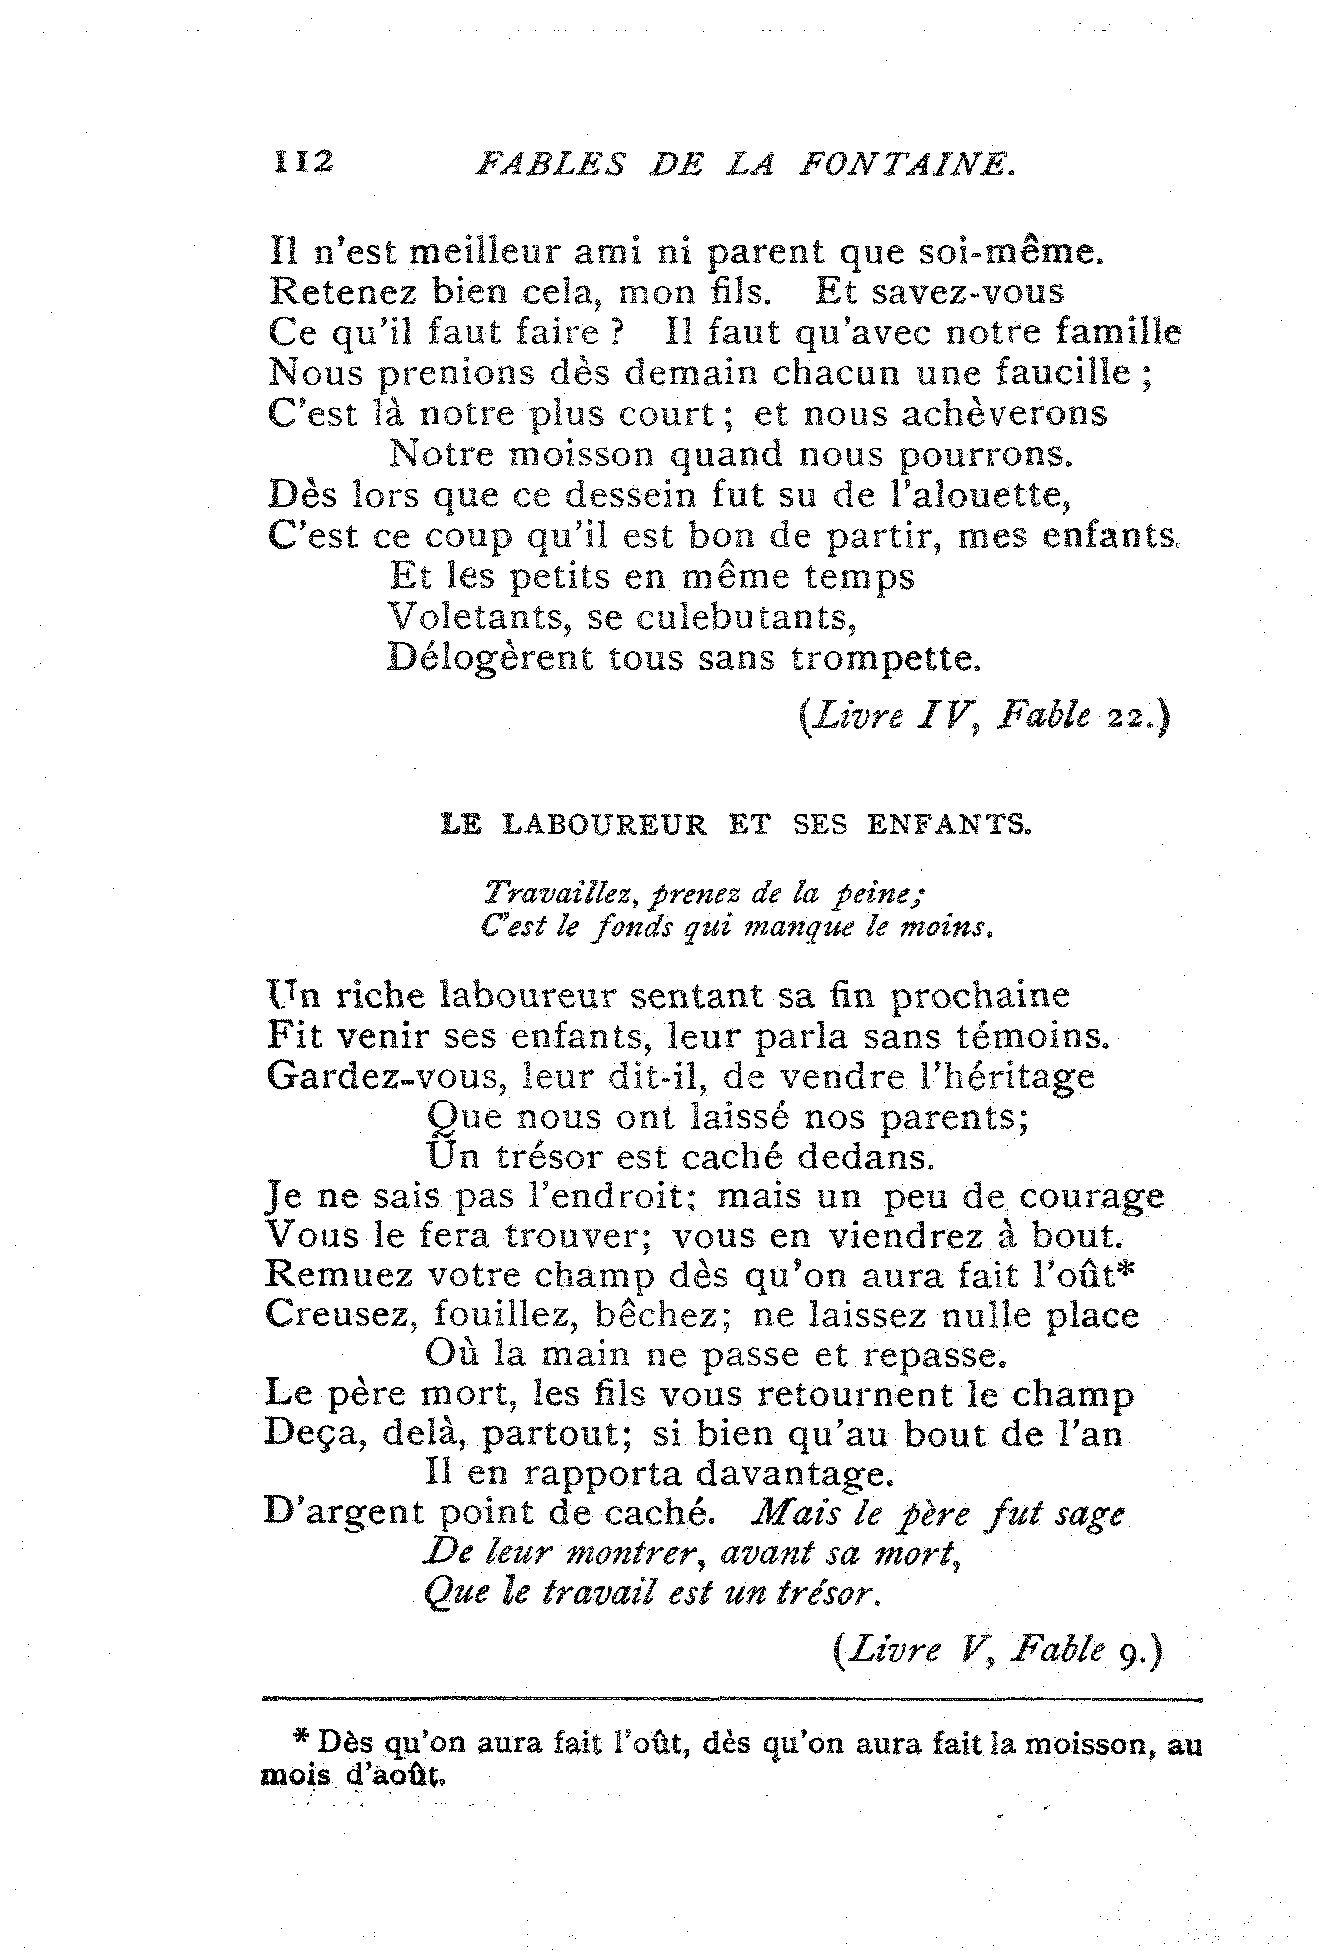 112 FABLES DE LA FONTAINE.
Il n'est meilleur ami ni parent que soi-même.
Retenez bien cela, mon fils. Et savez-vous
Ce qu'il faut faire ? Il faut qu'avec notre famille
Nous prenions dès demain chacun une faucille ;
C'est là notre plus court ; et nous achèverons
Notre moisson quand nous pourrons.
Dès lors que ce dessein fut su de l'alouette,
C'est ce coup qu'il est bon de partir, mes enfants.
Et les petits en même temps
Voletants, se culebutants,
Délogèrent tous sans trompette.
(Livre IV, Fable 22.)
LE LABOUREUR ET SES ENFANTS.
Travaillez, prenez de la peine;
C'est le fonds qui manque le moins.
Un riche laboureur sentant sa fin prochaine
Fit venir ses enfants, leur parla sans témoins.
Gardez-vous, leur dit-il, de vendre l'héritage
Que nous ont laissé nos parents;
Un trésor est caché dedans.
Je ne sais pas l'endroit; mais un peu de courage
Vous le fera trouver; vous en viendrez à bout.
Remuez votre champ dès qu'on aura fait l'oût*
Creusez, fouillez, bêchez; ne laissez nulle place
Où la main ne passe et repasse.
Le père mort, les fils vous retournent le champ
Deça, delà, partout; si bien qu'au bout de l'an
Il en rapporta davantage.
D'argent point de caché. Mais le père fut sage
De leur montrer, avant sa mort,
Que le travail est un trésor.
(Livre V, Fable 9.)
* Dès qu'on aura fait l'oût, dès qu'on aura fait la moisson, au
mois d'août.